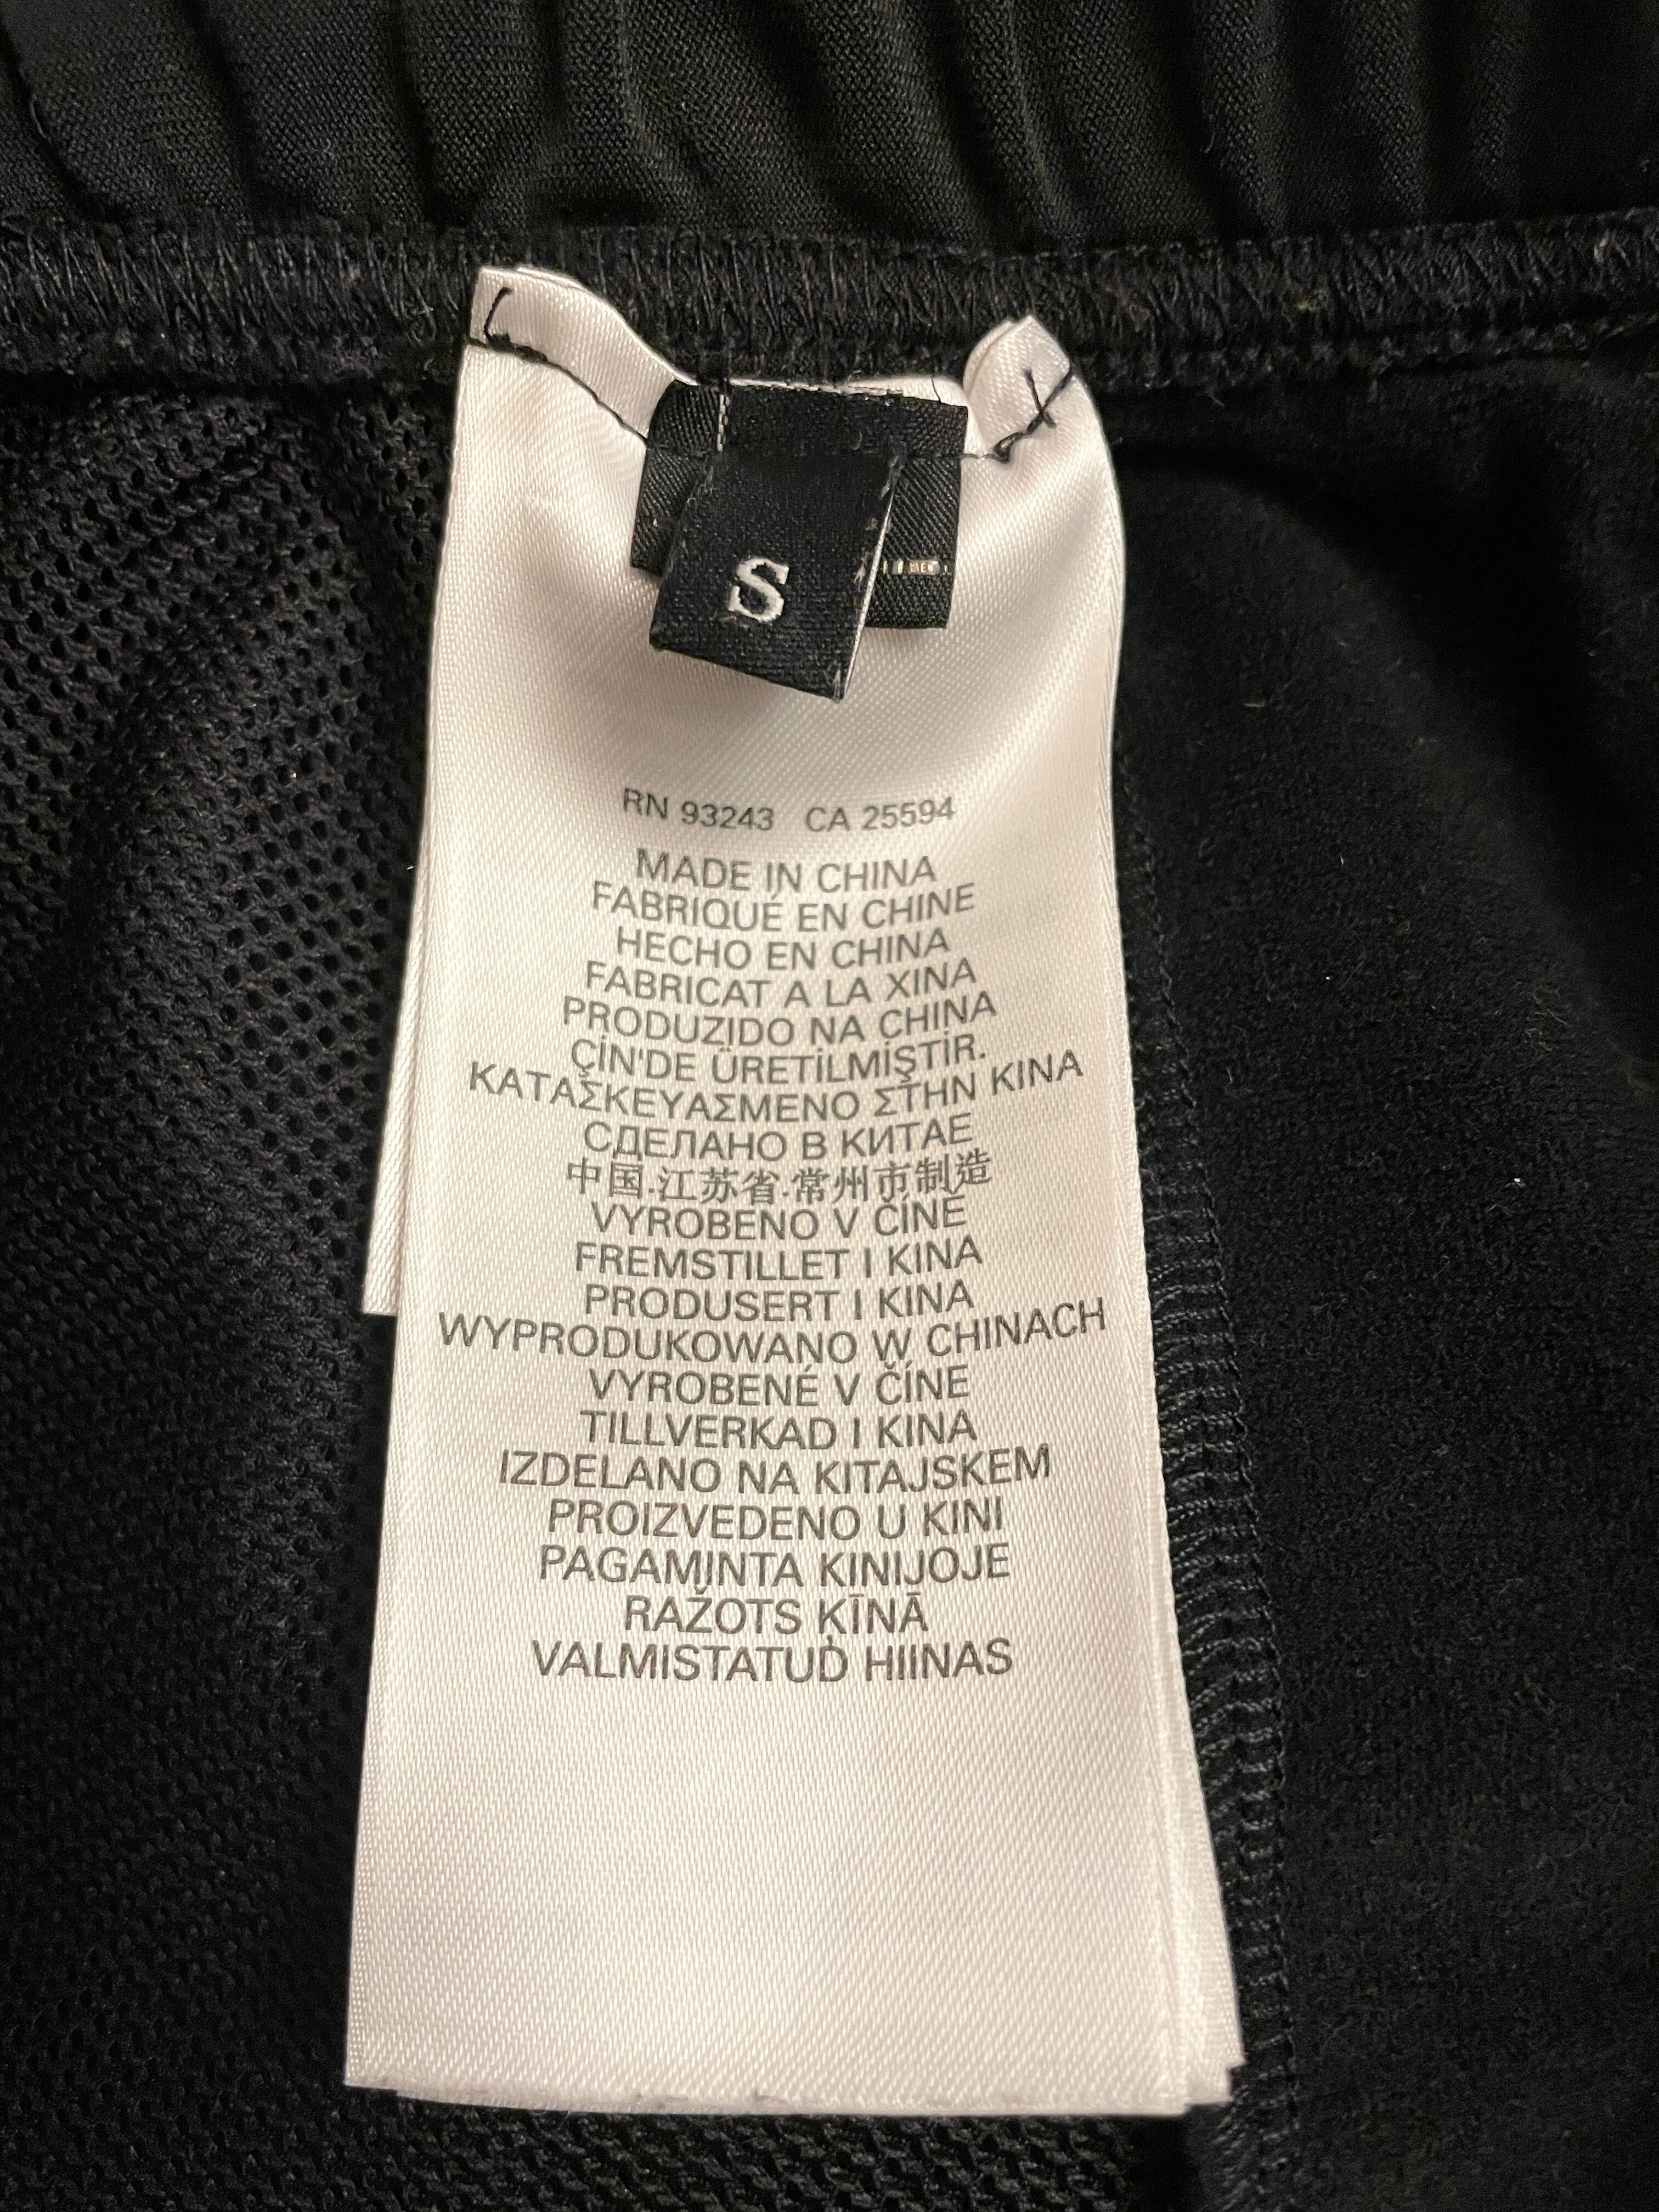 S
RN 93243 CA 25594
MADE IN CHINA
FABRIQUÉ EN CHINE
HECHO EN CHINA
FABRICAT A LA XINA
PRODUZIDO NA CHINA
ÇİN'DE ÜRETİLMİŞTİR.
ΚΑΤΑΣΚΕΥΑΣΜΕΝΟ ΣΤΗΝ ΚΙΝΑ
СДЕЛАНО В КИТАЕ
中国.江苏省.常州市制造
VYROBENO V ČÍNĚ
FREMSTILLET I KINA
PRODUSERT I KINA
WYPRODUKOWANO W CHINACH
VYROBENÉ V ČÍNE
TILLVERKAD I KINA
IZDELANO NA KITAJSKEM
PROIZVEDENO U KINI
PAGAMINTA KINIJOJE
RAŽOTS ĶĪNĀ
VALMISTATUD HIINAS